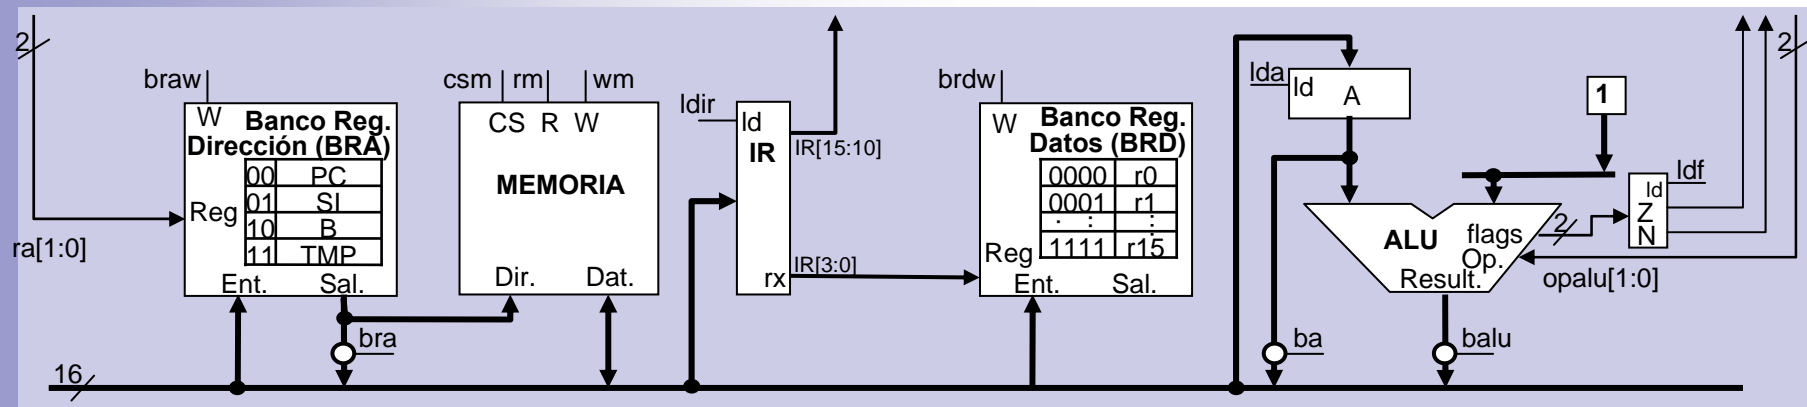 2
2
braw
csm
rm
wm
ldir
brdw
lda
ld
A
1
W
Banco Reg.
Dirección (BRA)
00 PC
01 SI
10 B
11 TMP
Reg
Ent. Sal.
ra[1:0]
CS R W
MEMORIA
Dir. Dat.
ld
IR
IR[15:10]
rx
IR[3:0]
W
Banco Reg.
Datos (BRD)
0000 r0
0001 r1
: : :
1111 r15
Reg
Ent. Sal.
ldf
ld
Z
N
2
ALU
flags
Op.
Result.
opalu[1:0]
bra
ba
balu
16